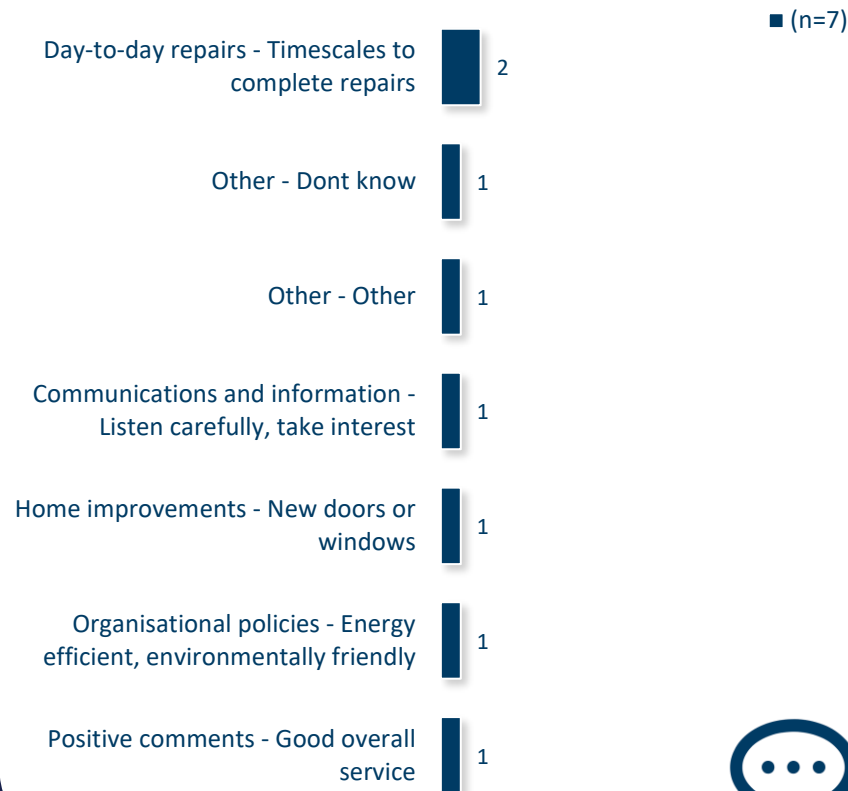 (n=7)
Day-to-day repairs - Timescales to
complete repairs
2
Other - Dont know
1
Other - Other
1
Communications and information -
Listen carefully, take interest
1
Home improvements - New doors or
windows
1
Organisational policies - Energy
efficient, environmentally friendly
1
Positive comments - Good overall
service
1